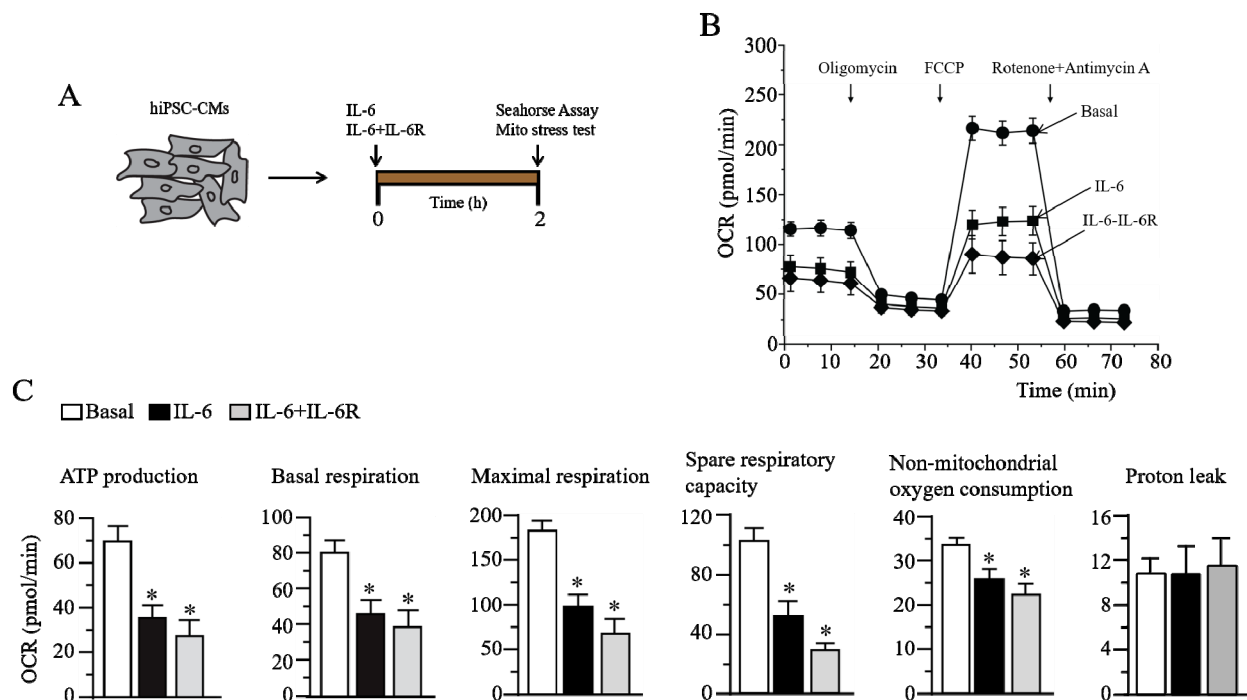 A
hiPSC-CMs
IL-6
IL-6+IL-6R
Seahorse Assay
Mito stress test
Time (h)
0
2
B
300
250
200
150
100
50
0
OCR (pmol/min)
Oligomycin
FCCP
Rotenone+Antimycin A
Basal
IL-6
IL-6-IL-6R
0 10 20 30 40 50 60 70 80
Time (min)
C
Basal IL-6 IL-6+IL-6R
OCR (pmol/min)
ATP production
80
60
40
20
0
* *
Basal respiration
100
80
60
40
20
0
* *
Maximal respiration
200
150
100
50
0
* *
Spare respiratory
capacity
120
80
40
0
* *
Non-mitochondrial
oxygen consumption
40
30
20
10
0
* *
Proton leak
16
12
8
4
0